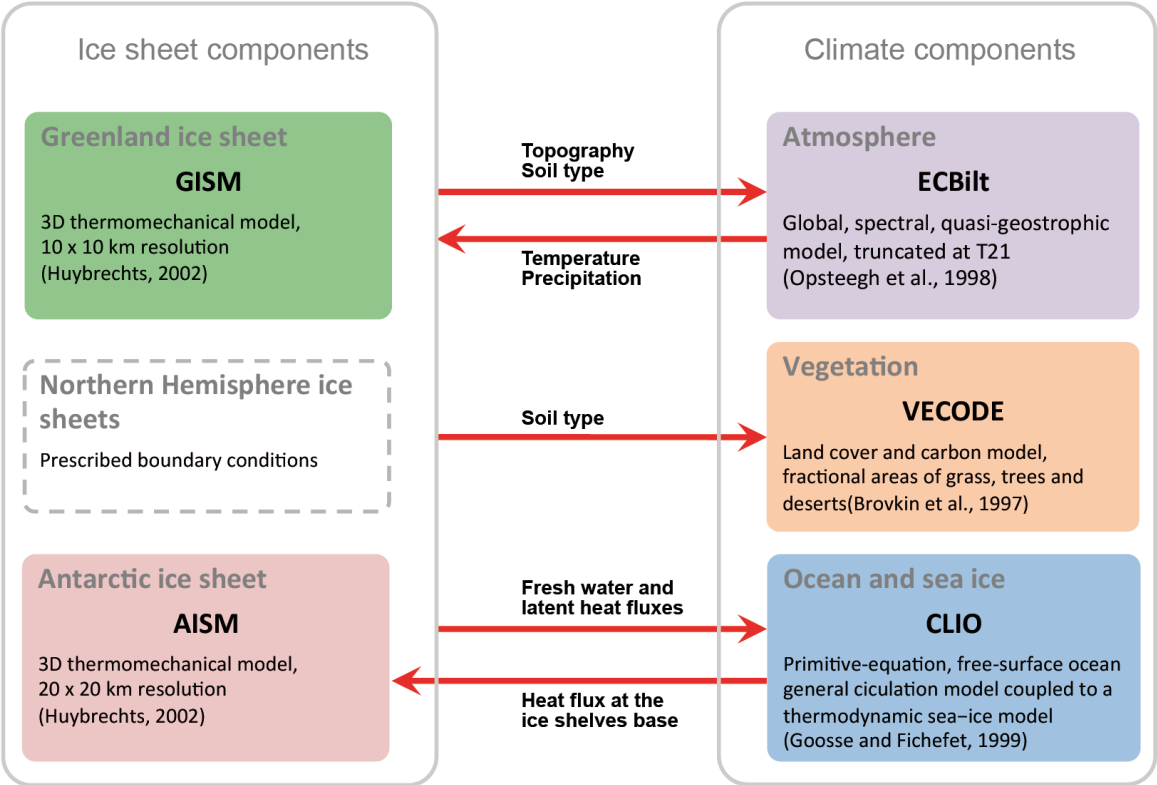 Ice sheet components
Greenland ice sheet
GISM
3D thermomechanical model,
10 x 10 km resolution
(Huybrechts, 2002)
Northern Hemisphere ice
sheets
Prescribed boundary conditions
Antarctic ice sheet
AISM
3D thermomechanical model,
20 x 20 km resolution
(Huybrechts, 2002)
Topography
Soil type
Temperature
Precipitation
Soil type
Fresh water and
latent heat fluxes
Heat flux at the
ice shelves base
Climate components
Atmosphere
ECBilt
Global, spectral, quasi-geostrophic
model, truncated at T21
(Opsteegh et al., 1998)
Vegetation
VECODE
Land cover and carbon model,
fractional areas of grass, trees and
deserts(Brovkin et al., 1997)
Ocean and sea ice
CLIO
Primitive-equation, free-surface ocean
general ciculation model coupled to a
thermodynamic sea−ice model
(Goosse and Fichefet, 1999)